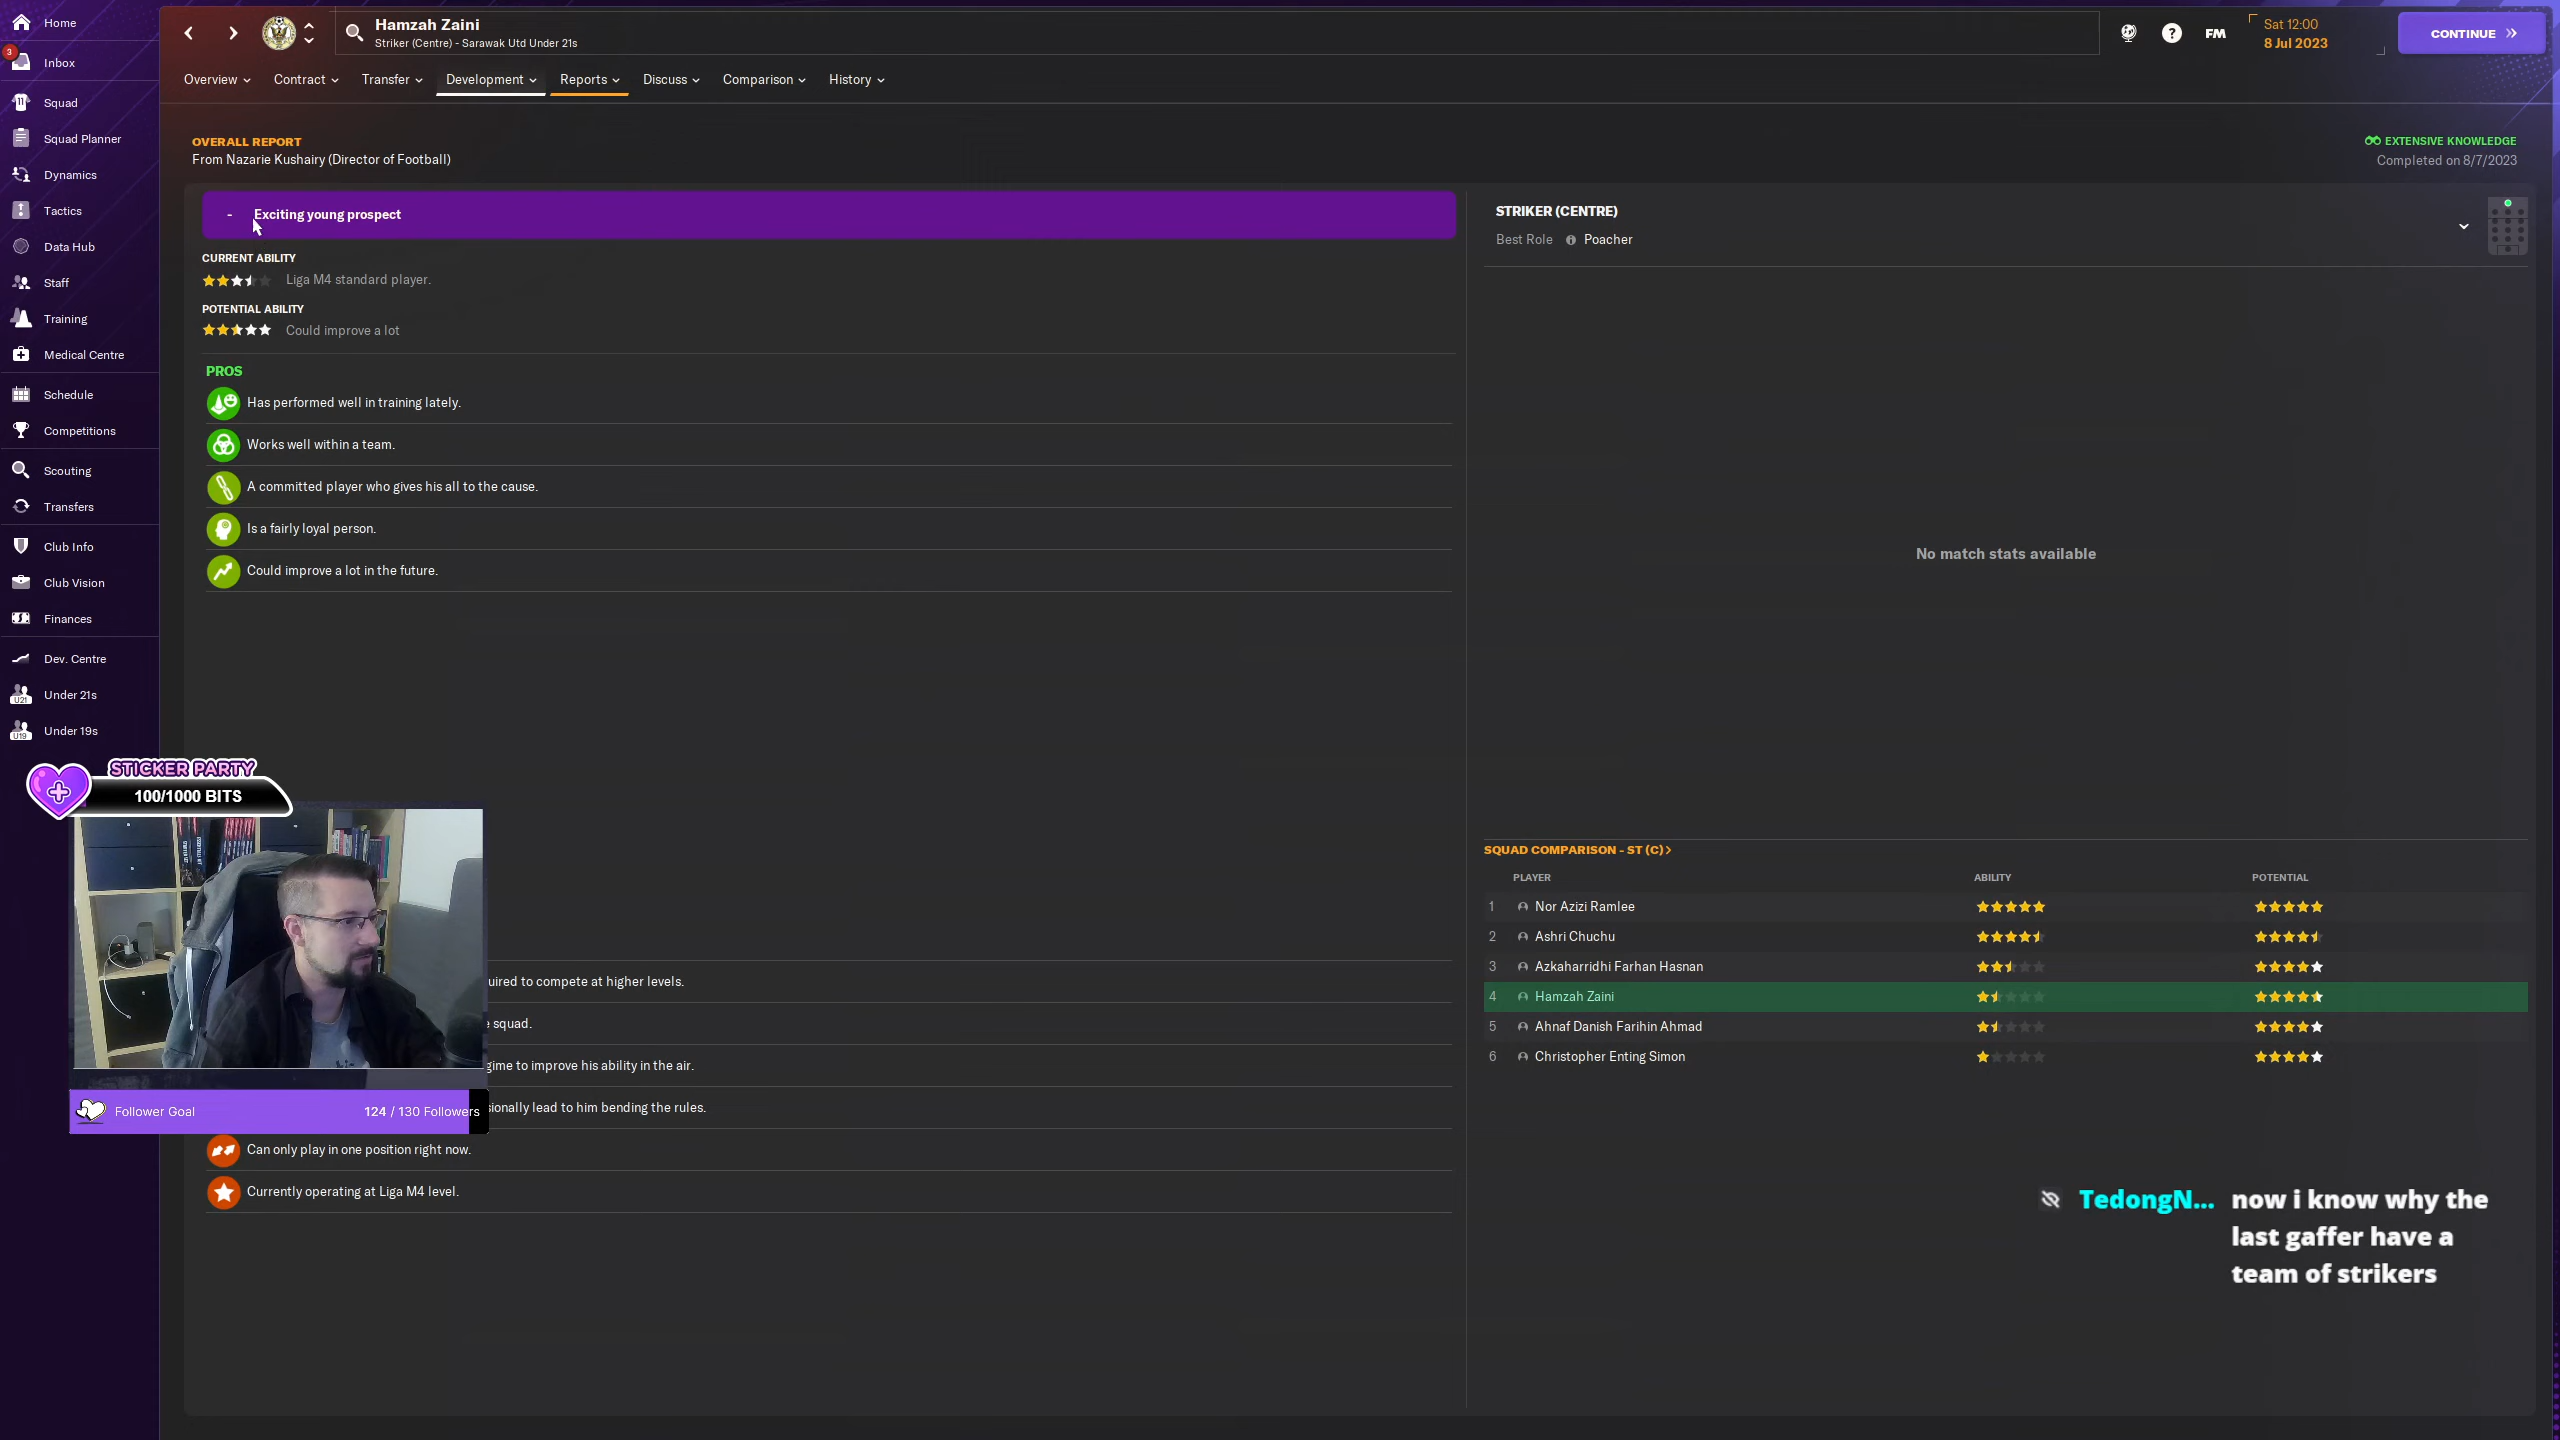 Home
3
Inbox
Squad
Squad Planner
Dynamics
Tactics
Data Hub
Staff
Training
Medical Centre
Schedule
Competitions
Scouting
Transfers
Club Info
Club Vision
Finances
Dev. Centre
U21
Under 21s
U19
Under 19s
Hamzah Zaini
Striker (Centre) - Sarawak Utd Under 21s
?
FM
Sat 12:00
8 Jul 2023
CONTINUE
Overview
Contract
Transfer
Development
Reports
Discuss
Comparison
History
OVERALL REPORT
From Nazarie Kushairy (Director of Football)
EXTENSIVE KNOWLEDGE
Completed on 8/7/2023
- Exciting young prospect
CURRENT ABILITY
Liga M4 standard player.
POTENTIAL ABILITY
Could improve a lot
PROS
Has performed well in training lately.
Works well within a team.
A committed player who gives his all to the cause.
Is a fairly loyal person.
Could improve a lot in the future.
uired to compete at higher levels.
squad.
gime to improve his ability in the air.
sionally lead to him bending the rules.
Can only play in one position right now.
Currently operating at Liga M4 level.
STICKER PARTY
100/1000 BITS
Follower Goal 124 / 130 Followers
STRIKER (CENTRE)
Best Role Poacher
No match stats available
SQUAD COMPARISON - ST (C)
PLAYER ABILITY POTENTIAL
1 Nor Azizi Ramlee
2 Ashri Chuchu
3 Azkaharridhi Farhan Hasnan
4 Hamzah Zaini
5 Ahnaf Danish Farihin Ahmad
6 Christopher Enting Simon
TedongN... now i know why the
last gaffer have a
team of strikers